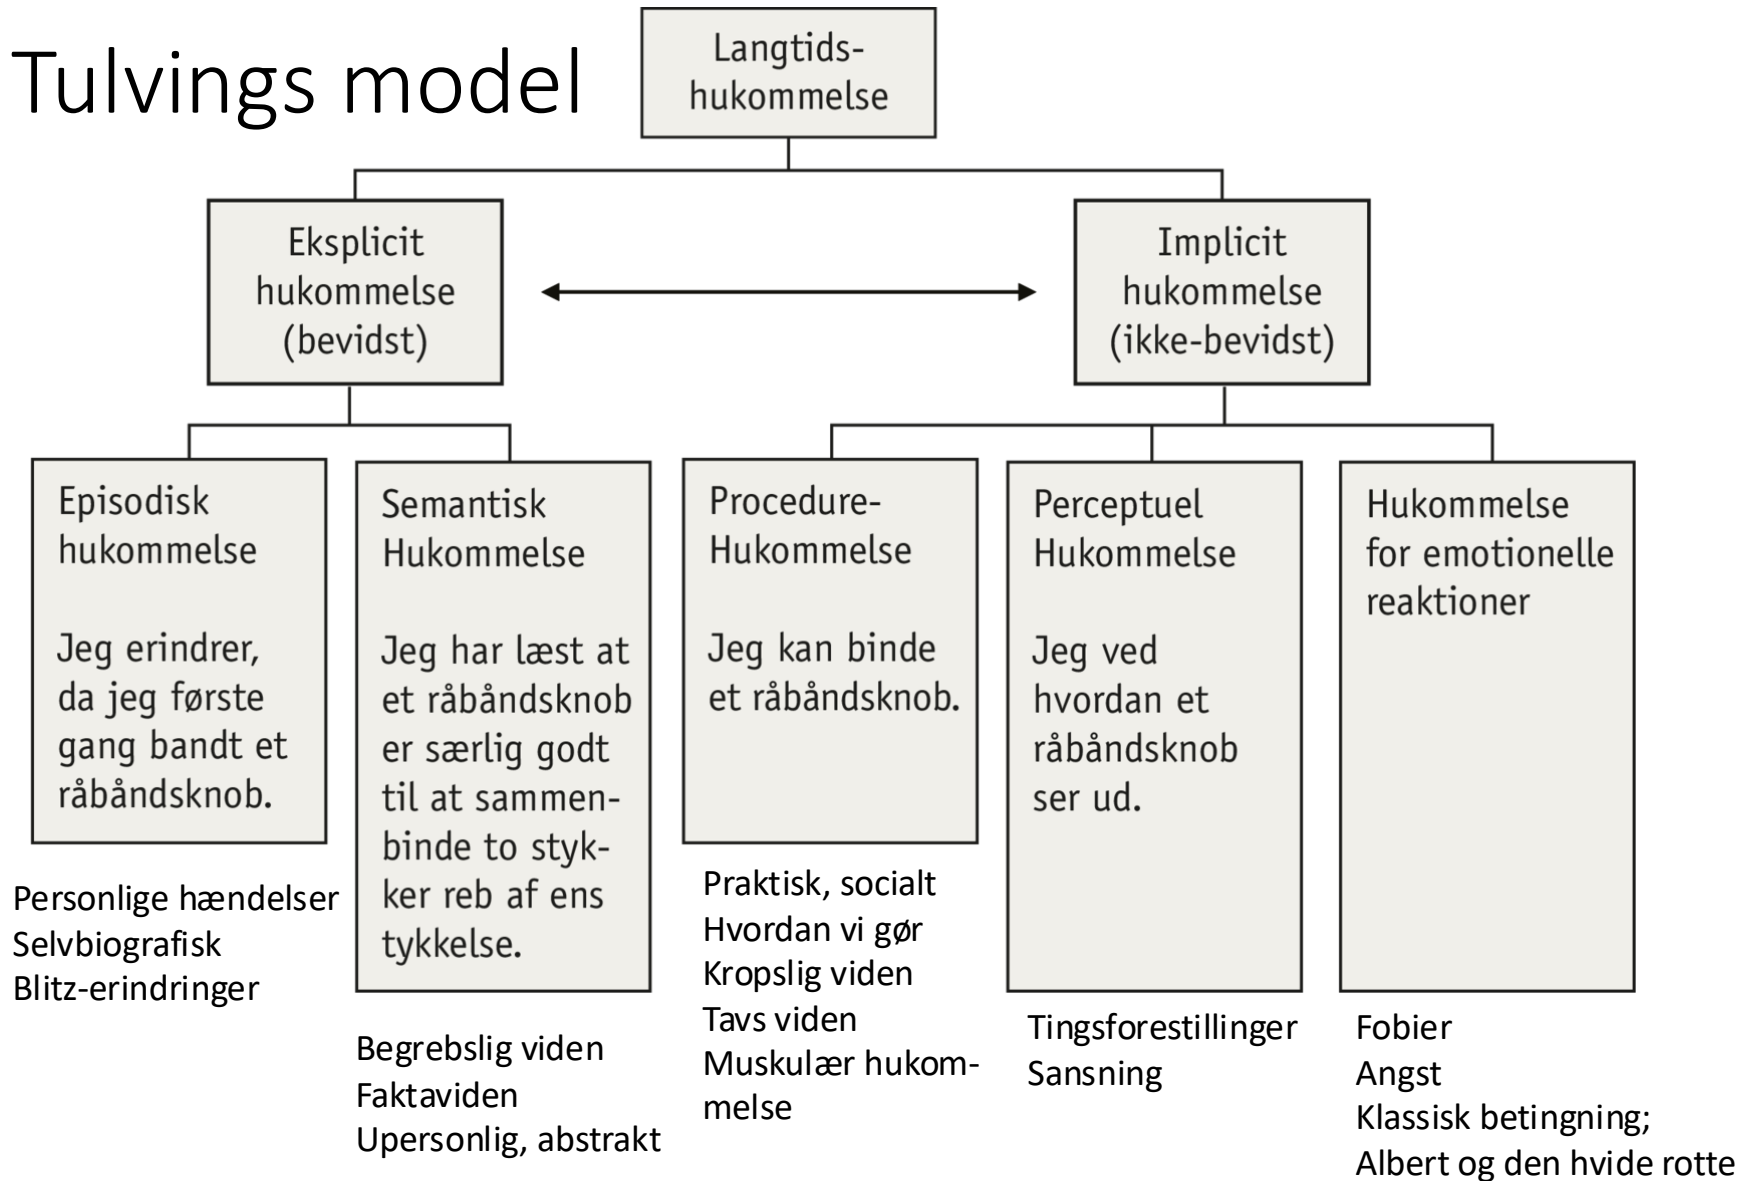 Tulvings model
Langtids-
hukommelse
Eksplicit
hukommelse
(bevidst)
Implicit
hukommelse
(ikke-bevidst)
Episodisk
hukommelse
Jeg erindrer,
da jeg første
gang bandt et
råbåndsknob.
Personlige hændelser
Selvbiografisk
Blitz-erindringer
Semantisk
Hukommelse
Jeg har læst at
et råbåndsknob
er særlig godt
til at sammen-
binde to styk-
ker reb af ens
tykkelse.
Begrebslig viden
Faktaviden
Upersonlig, abstrakt
Procedure-
Hukommelse
Jeg kan binde
et råbåndsknob.
Praktisk, socialt
Hvordan vi gør
Kropslig viden
Tavs viden
Muskulær hukom-
melse
Perceptuel
Hukommelse
Jeg ved
hvordan et
råbåndsknob
ser ud.
Tingsforestillinger
Sansning
Hukommelse
for emotionelle
reaktioner
Fobier
Angst
Klassisk betingning;
Albert og den hvide rotte